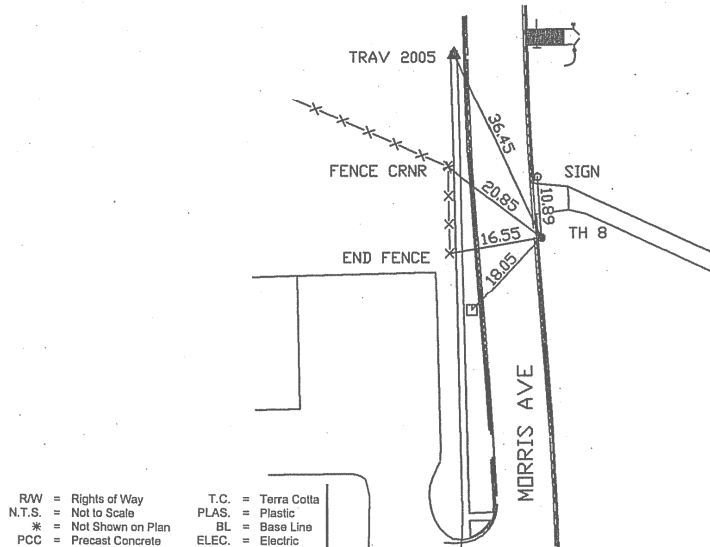 TRAV 2005
36.45
FENCE CRNR
20.85
SIGN
10.89
TH 8
16.55
END FENCE
18.05
MORRIS AVE
R/W = Rights of Way T.C. = Terra Cotta
N.T.S. = Not to Scale PLAS. = Plastic
* = Not Shown on Plan BL = Base Line
PCC = Precast Concrete ELEC. = Electric